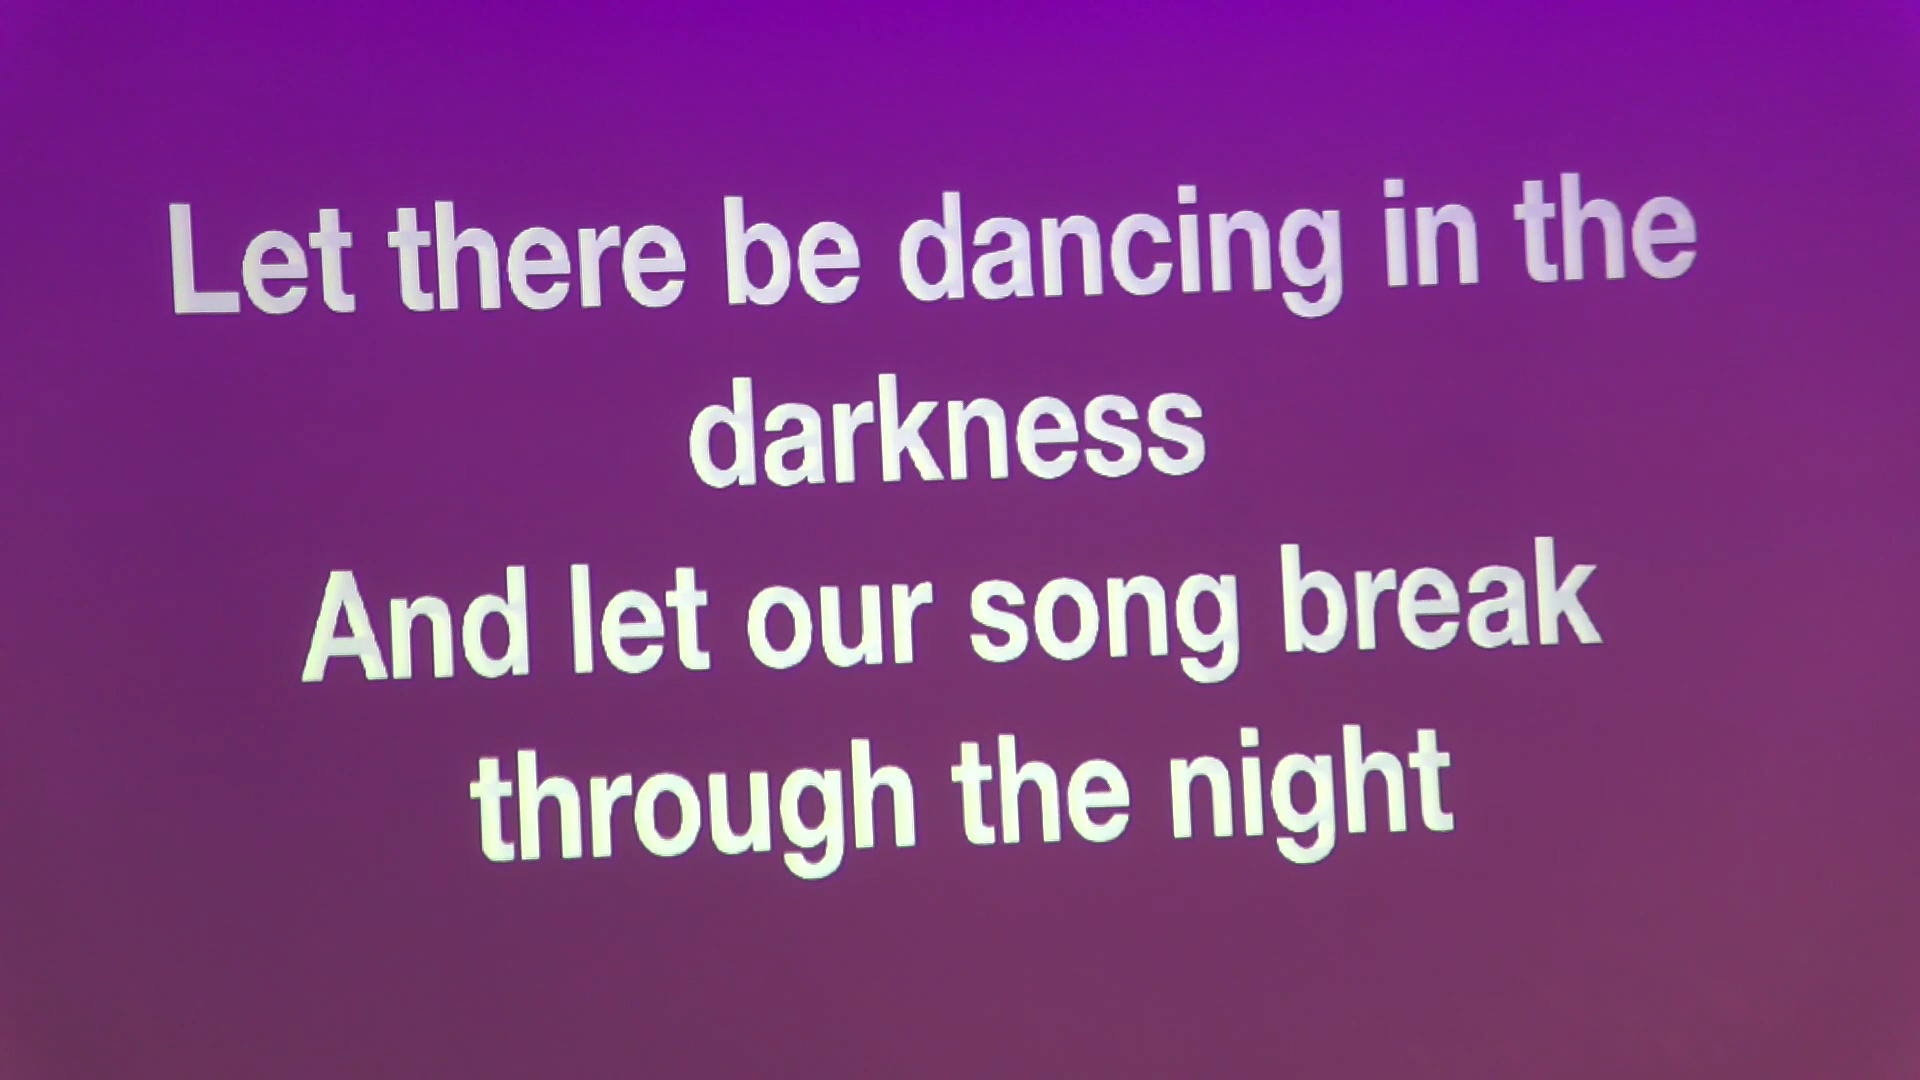 Let there be dancing in the
darkness
And let our song break
through the night